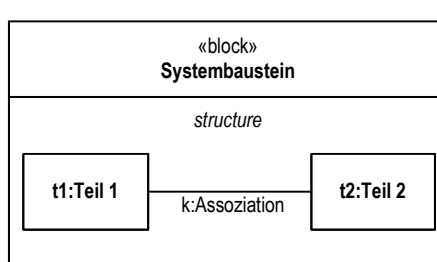 «block»
Systembaustein
structure
t1:Teil 1
k:Assoziation
t2:Teil 2